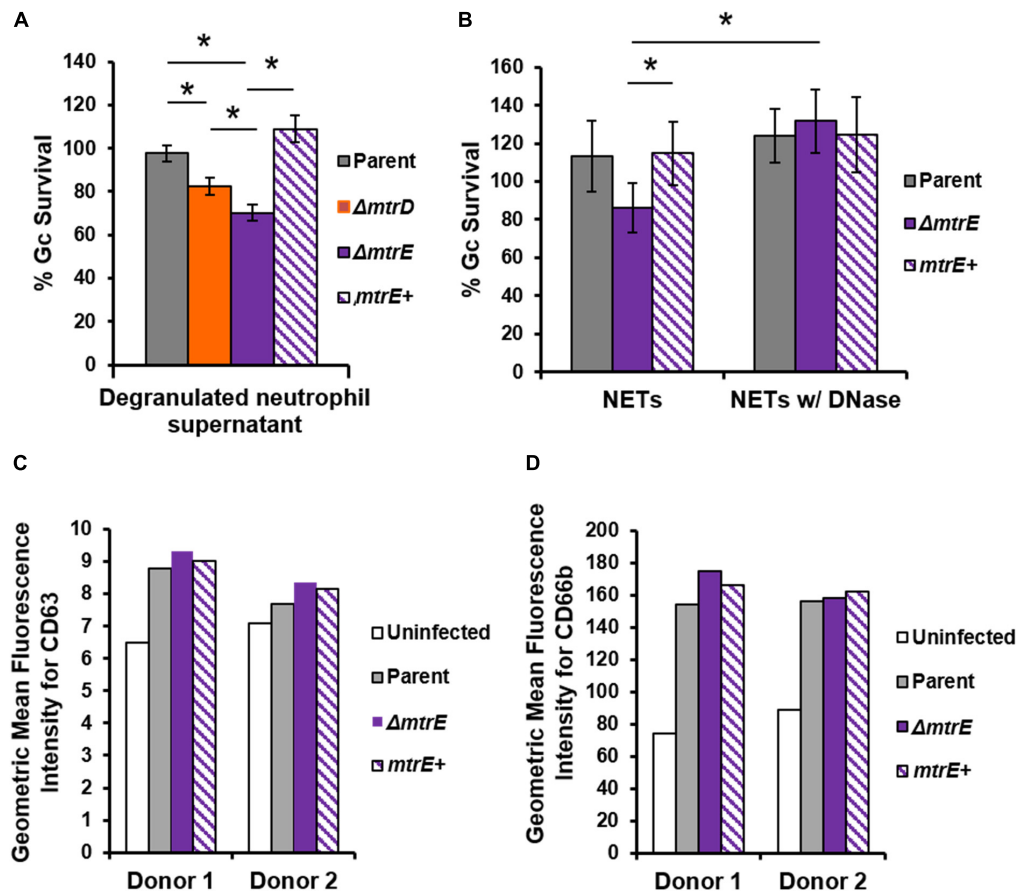 A
% Gc Survival
140
120
100
80
60
40
20
0
*
*
*
*
Degranulated neutrophil
supernatant
Parent
ΔmtrD
ΔmtrE
mtrE+
B
% Gc Survival
160
140
120
100
80
60
40
20
0
*
*
NETs
NETs w/ DNase
Parent
ΔmtrE
mtrE+
C
Geometric Mean Fluorescence
Intensity for CD63
10
9
8
7
6
5
4
3
2
1
0
Donor 1
Donor 2
Uninfected
Parent
ΔmtrE
mtrE+
D
Geometric Mean Fluorescence
Intensity for CD66b
200
180
160
140
120
100
80
60
40
20
0
Donor 1
Donor 2
Uninfected
Parent
ΔmtrE
mtrE+